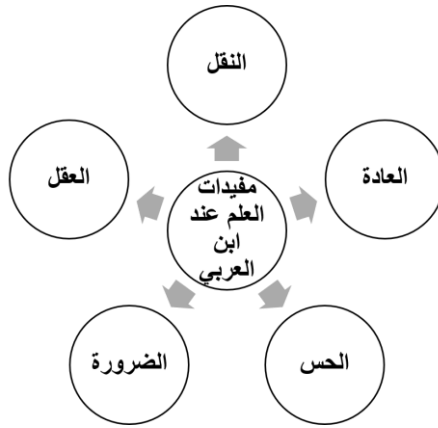 النقل
العادة
العقل
مفيدات
العلم عند
ابن
العربي
الحس
الضرورة